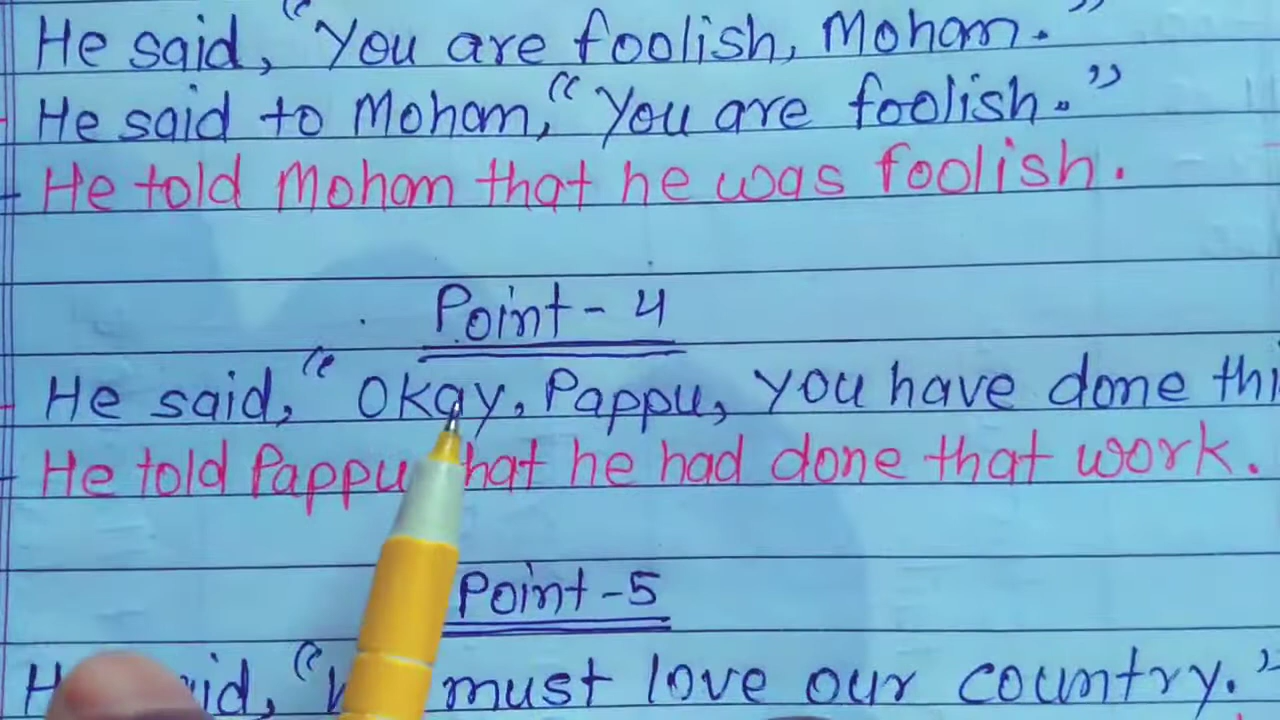 He said, "You are foolish, Mohan."
He said to Mohan, "You are foolish."
He told Mohan that he was foolish.
Point - 4
He said, "Okay, Pappu, you have done thi
He told Pappu that he had done that work.
Point - 5
must love our country."